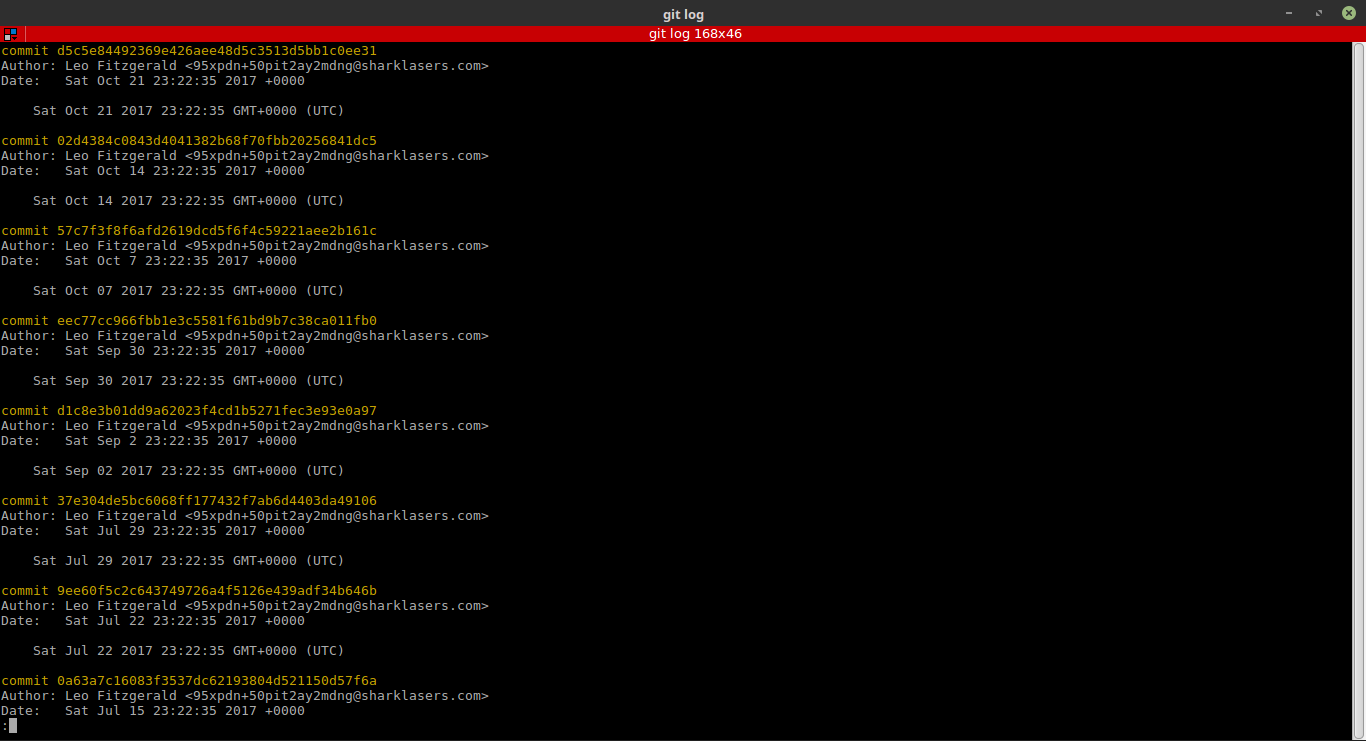 git log
git log 168x46
commit d5c5e84492369e426aee48d5c3513d5bb1c0ee31
Author: Leo Fitzgerald <95xpdn+50pit2ay2mdng@sharklasers.com>
Date:   Sat Oct 21 23:22:35 2017 +0000
Sat Oct 21 2017 23:22:35 GMT+0000 (UTC)
commit 02d4384c0843d4041382b68f70fbb20256841dc5
Author: Leo Fitzgerald <95xpdn+50pit2ay2mdng@sharklasers.com>
Date:   Sat Oct 14 23:22:35 2017 +0000
Sat Oct 14 2017 23:22:35 GMT+0000 (UTC)
commit 57c7f3f8f6afd2619dcd5f6f4c59221aee2b161c
Author: Leo Fitzgerald <95xpdn+50pit2ay2mdng@sharklasers.com>
Date:   Sat Oct 7 23:22:35 2017 +0000
Sat Oct 07 2017 23:22:35 GMT+0000 (UTC)
commit eec77cc966fbb1e3c5581f61bd9b7c38ca011fb0
Author: Leo Fitzgerald <95xpdn+50pit2ay2mdng@sharklasers.com>
Date:   Sat Sep 30 23:22:35 2017 +0000
Sat Sep 30 2017 23:22:35 GMT+0000 (UTC)
commit d1c8e3b01dd9a62023f4cd1b5271fec3e93e0a97
Author: Leo Fitzgerald <95xpdn+50pit2ay2mdng@sharklasers.com>
Date:   Sat Sep 2 23:22:35 2017 +0000
Sat Sep 02 2017 23:22:35 GMT+0000 (UTC)
commit 37e304de5bc6068ff177432f7ab6d4403da49106
Author: Leo Fitzgerald <95xpdn+50pit2ay2mdng@sharklasers.com>
Date:   Sat Jul 29 23:22:35 2017 +0000
Sat Jul 29 2017 23:22:35 GMT+0000 (UTC)
commit 9ee60f5c2c643749726a4f5126e439adf34b646b
Author: Leo Fitzgerald <95xpdn+50pit2ay2mdng@sharklasers.com>
Date:   Sat Jul 22 23:22:35 2017 +0000
Sat Jul 22 2017 23:22:35 GMT+0000 (UTC)
commit 0a63a7c16083f3537dc62193804d521150d57f6a
Author: Leo Fitzgerald <95xpdn+50pit2ay2mdng@sharklasers.com>
Date:   Sat Jul 15 23:22:35 2017 +0000
: